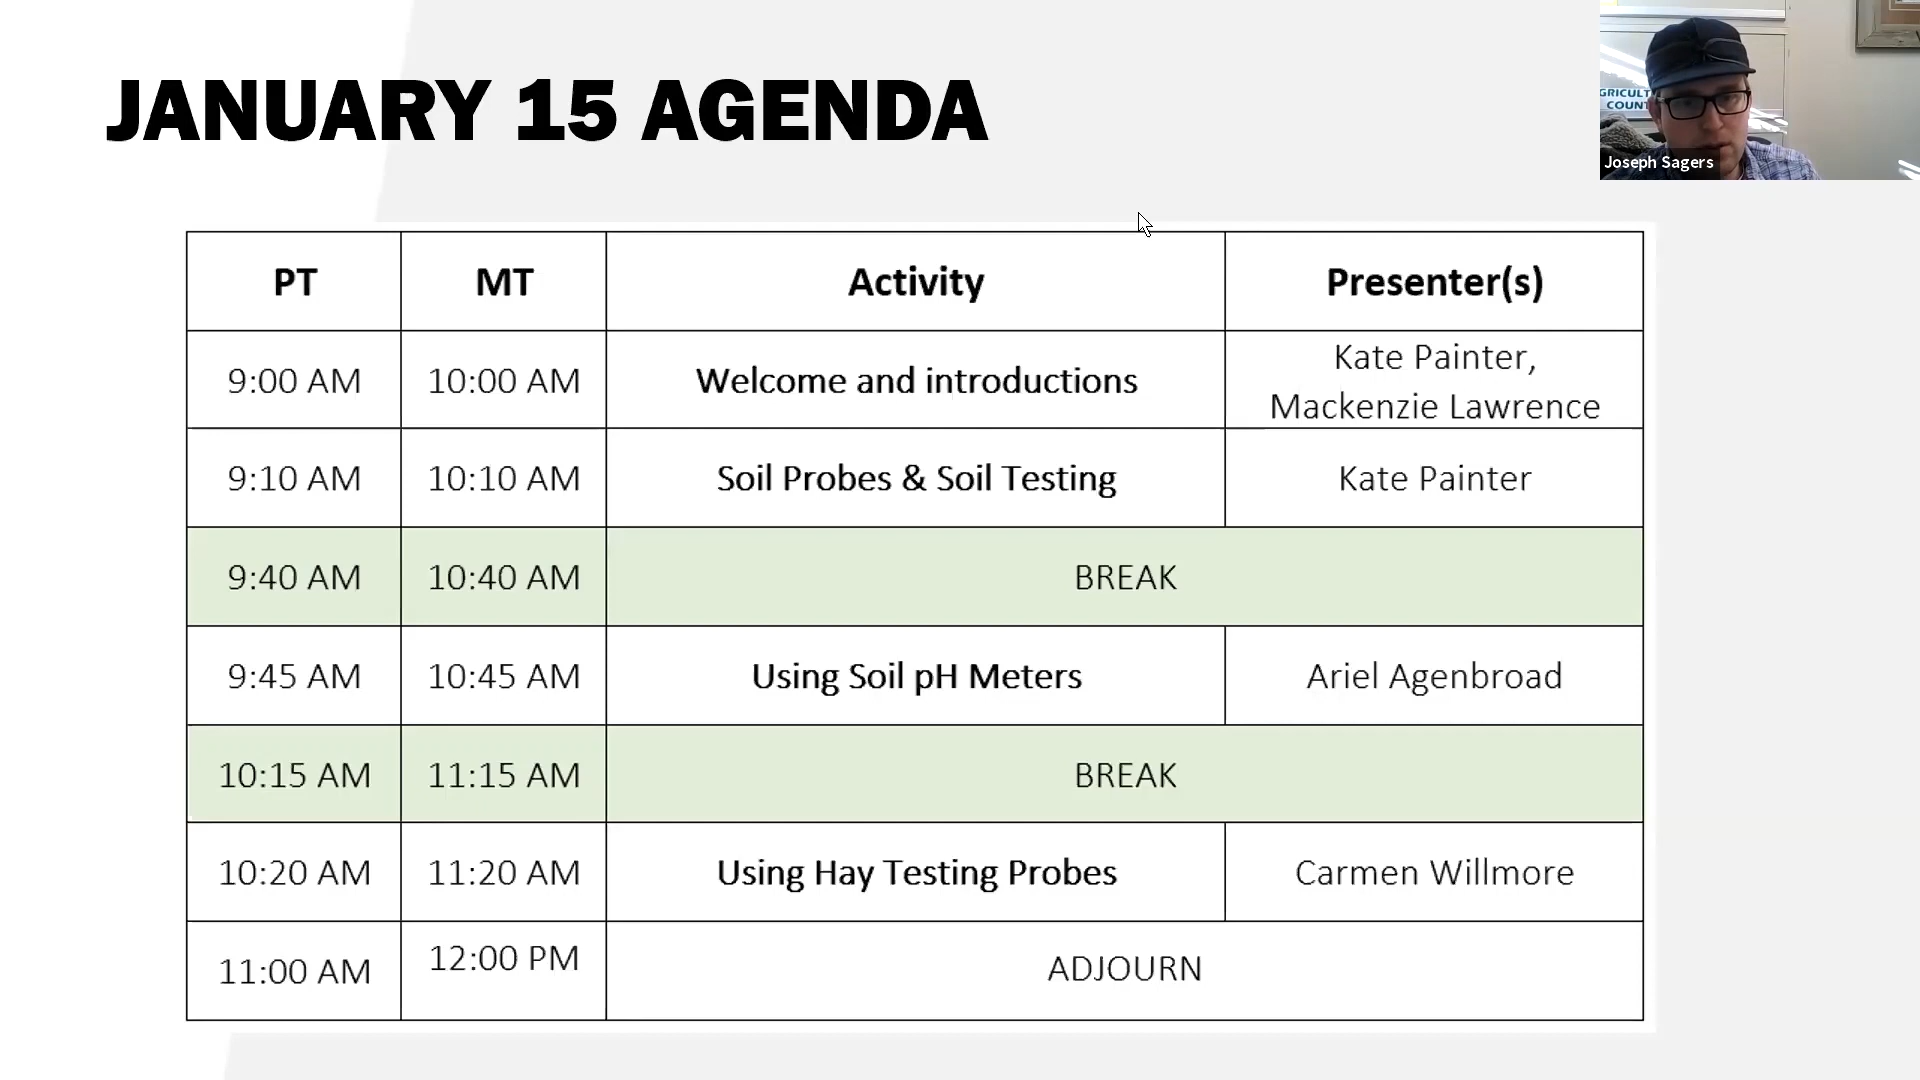 JANUARY 15 AGENDA
GRICULT
COUNT
Joseph Sagers
PT MT Activity Presenter(s)
9:00 AM 10:00 AM Welcome and introductions Kate Painter,
Mackenzie Lawrence
9:10 AM 10:10 AM Soil Probes & Soil Testing Kate Painter
9:40 AM 10:40 AM BREAK
9:45 AM 10:45 AM Using Soil pH Meters Ariel Agenbroad
10:15 AM 11:15 AM BREAK
10:20 AM 11:20 AM Using Hay Testing Probes Carmen Willmore
11:00 AM 12:00 PM ADJOURN